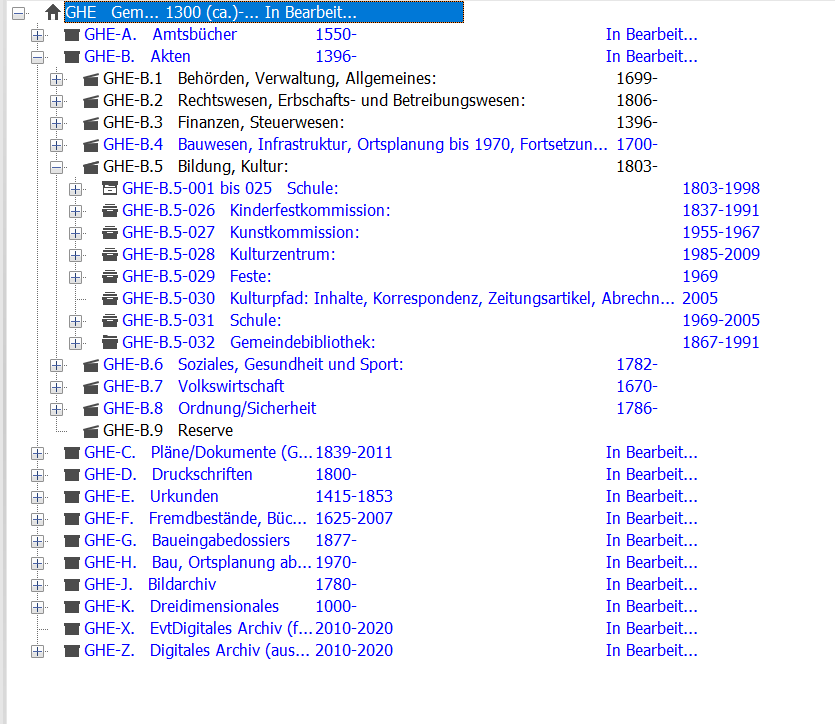 GHE Gem... 1300 (ca.)-... In Bearbeit...
GHE-A. Amtsbücher 1550- In Bearbeit...
GHE-B. Akten 1396- In Bearbeit...
GHE-B.1 Behörden, Verwaltung, Allgemeines: 1699-
GHE-B.2 Rechtswesen, Erbschafts- und Betreibungswesen: 1806-
GHE-B.3 Finanzen, Steuerwesen: 1396-
GHE-B.4 Bauwesen, Infrastruktur, Ortsplanung bis 1970, Fortsetzun... 1700-
GHE-B.5 Bildung, Kultur: 1803-
GHE-B.5-001 bis 025 Schule: 1803-1998
GHE-B.5-026 Kinderfestkommission: 1837-1991
GHE-B.5-027 Kunstkommission: 1955-1967
GHE-B.5-028 Kulturzentrum: 1985-2009
GHE-B.5-029 Feste: 1969
GHE-B.5-030 Kulturpfad: Inhalte, Korrespondenz, Zeitungsartikel, Abrechn... 2005
GHE-B.5-031 Schule: 1969-2005
GHE-B.5-032 Gemeindebibliothek: 1867-1991
GHE-B.6 Soziales, Gesundheit und Sport: 1782-
GHE-B.7 Volkswirtschaft 1670-
GHE-B.8 Ordnung/Sicherheit 1786-
GHE-B.9 Reserve
GHE-C. Pläne/Dokumente (G... 1839-2011 In Bearbeit...
GHE-D. Druckschriften 1800- In Bearbeit...
GHE-E. Urkunden 1415-1853 In Bearbeit...
GHE-F. Fremdbestände, Büc... 1625-2007 In Bearbeit...
GHE-G. Baueingabedossiers 1877- In Bearbeit...
GHE-H. Bau, Ortsplanung ab... 1970- In Bearbeit...
GHE-J. Bildarchiv 1780- In Bearbeit...
GHE-K. Dreidimensionales 1000- In Bearbeit...
GHE-X. EvtDigitales Archiv (f... 2010-2020 In Bearbeit...
GHE-Z. Digitales Archiv (aus... 2010-2020 In Bearbeit...